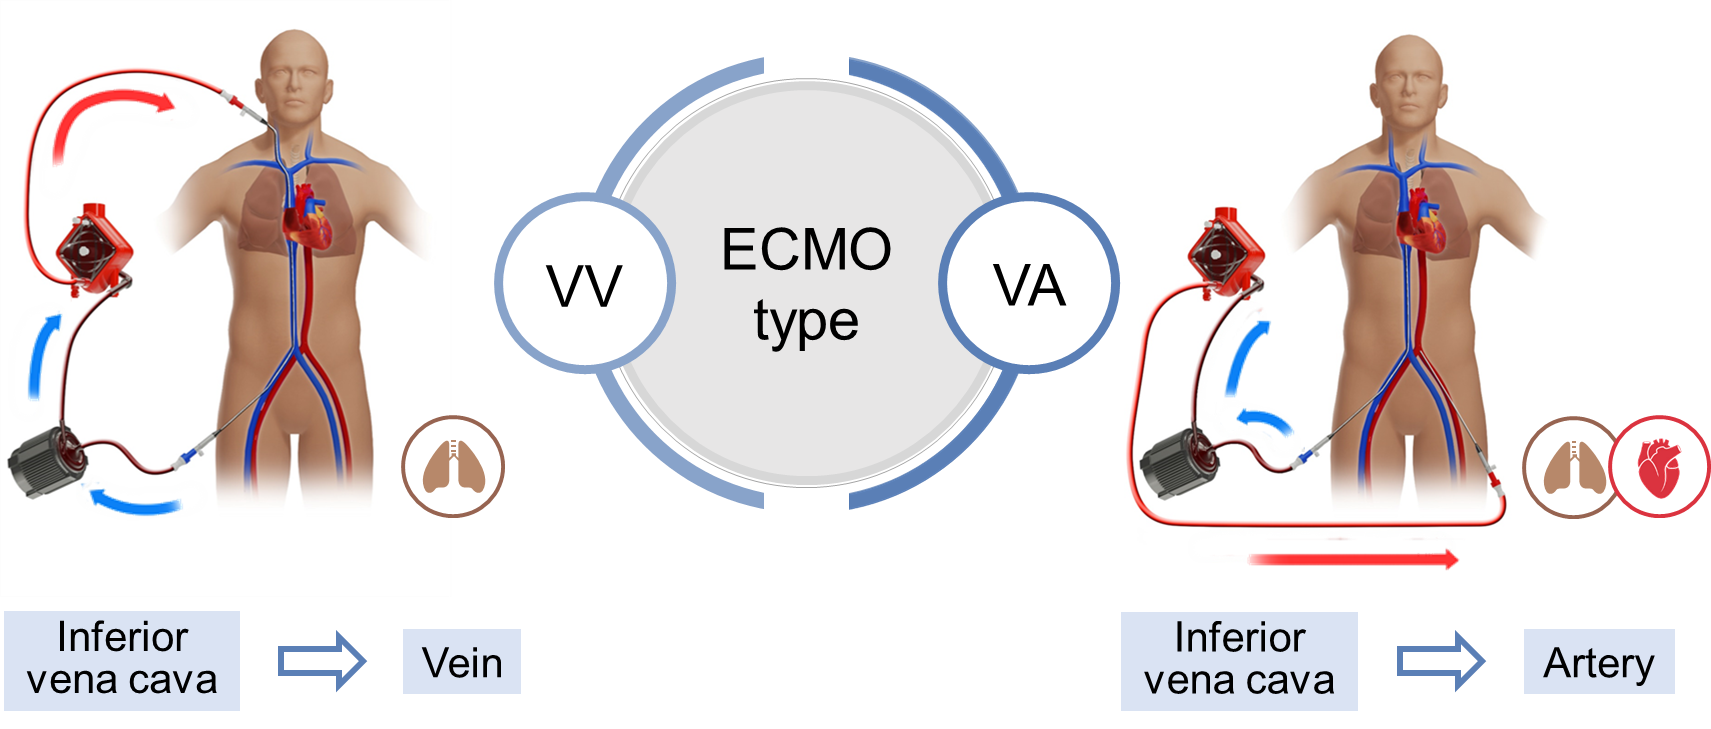 ECMO
type
VV
VA
Inferior
vena cava
Vein
Inferior
vena cava
Artery